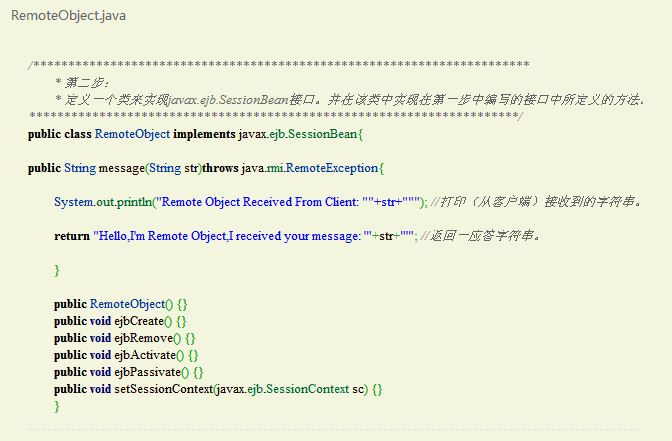 RemoteObject.java
/***********************************************************************
* 第二步：
* 定义一个类来实现javax.ejb.SessionBean接口。并在该类中实现在第一步中编写的接口中所定义的方法。
***********************************************************************/
public class RemoteObject implements javax.ejb.SessionBean{
public String message(String str)throws java.rmi.RemoteException{
System.out.println("Remote Object Received From Client: ""+str+"""); //打印（从客户端）接收到的字符串。
return "Hello,I'm Remote Object,I received your message: '"+str+"'"; //返回一应答字符串。
}
public RemoteObject() {}
public void ejbCreate() {}
public void ejbRemove() {}
public void ejbActivate() {}
public void ejbPassivate() {}
public void setSessionContext(javax.ejb.SessionContext sc) {}
}